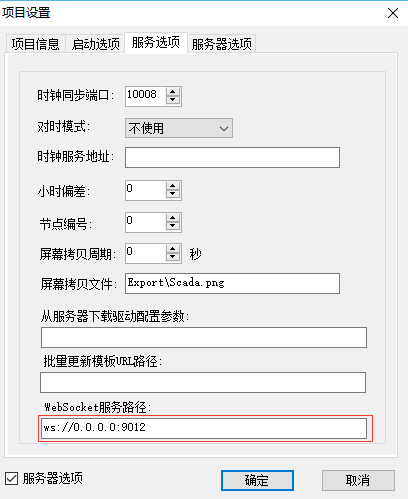 项目设置
项目信息 启动选项 服务选项 服务器选项
时钟同步端口: 10008
对时模式: 不使用
时钟服务地址:
小时偏差: 0
节点编号: 0
屏幕拷贝周期: 0 秒
屏幕拷贝文件: Export\Scada.png
从服务器下载驱动配置参数:
批量更新模板URL路径:
WebSocket服务路径:
ws://0.0.0.0:9012
服务器选项 确定 取消